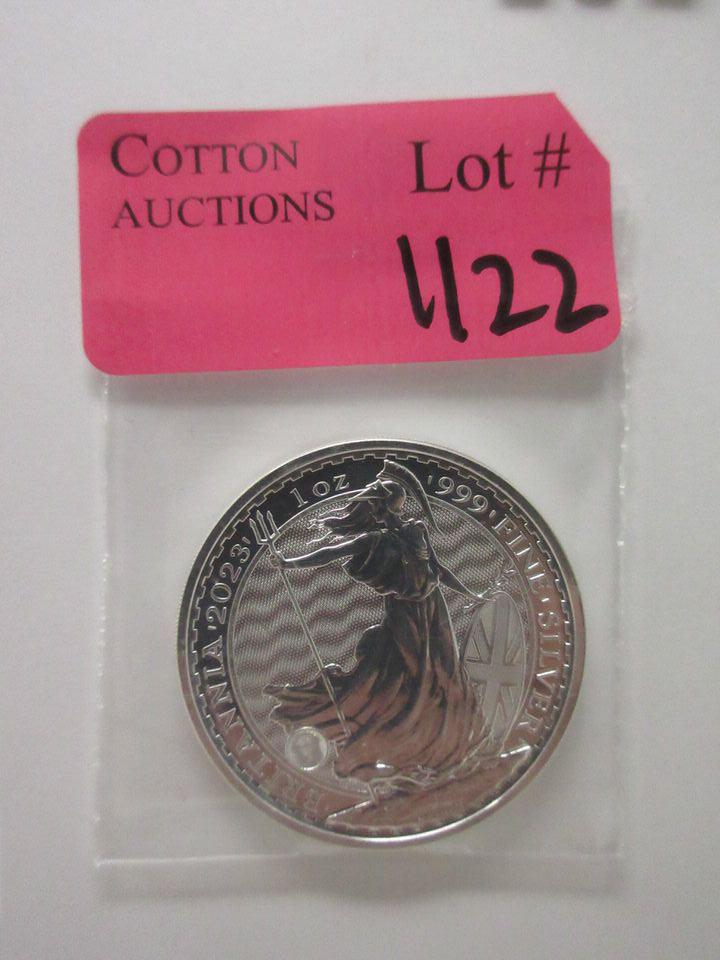 COTTON
AUCTIONS
Lot #
1122
BRITANNIA 2023 1 OZ 999 FINE SILVER